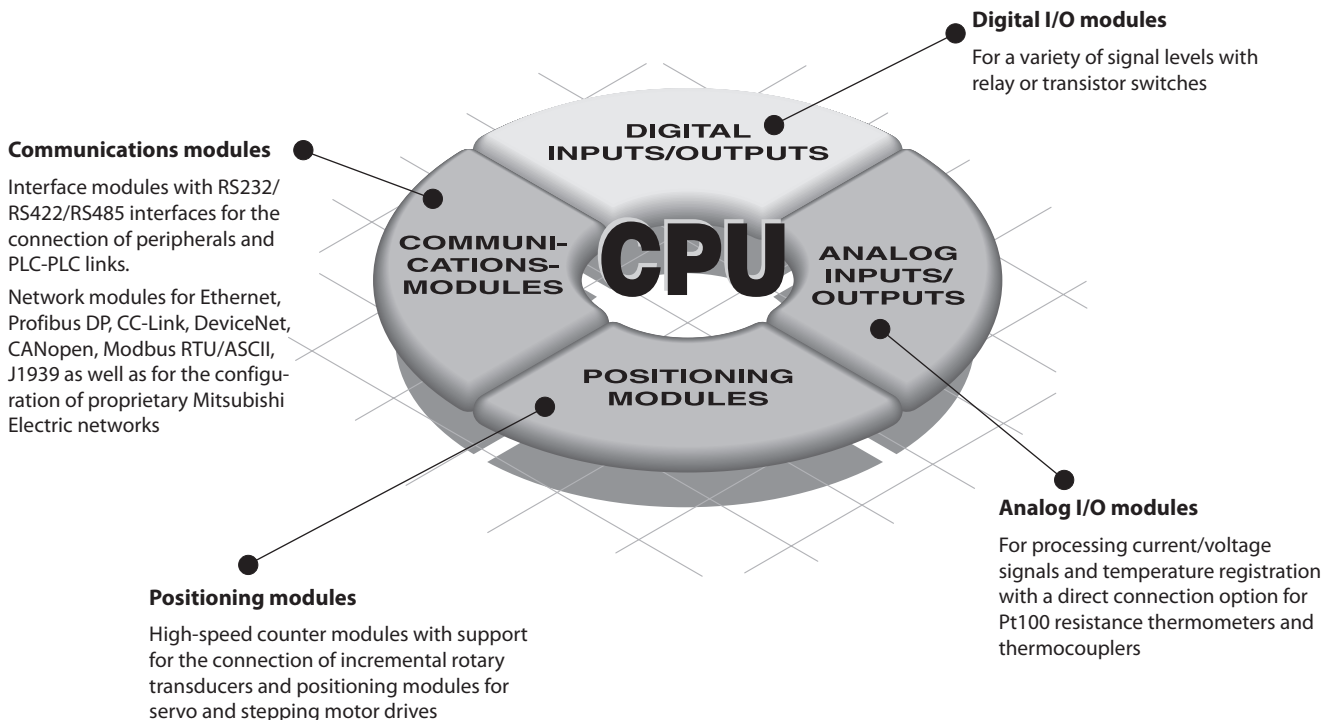 Digital I/O modules
For a variety of signal levels with
relay or transistor switches
Communications modules
Interface modules with RS232/
RS422/RS485 interfaces for the
connection of peripherals and
PLC-PLC links.
Network modules for Ethernet,
Profibus DP, CC-Link, DeviceNet,
CANopen, Modbus RTU/ASCII,
J1939 as well as for the configu-
ration of proprietary Mitsubishi
Electric networks
DIGITAL
INPUTS/OUTPUTS
COMMUNI-
CATIONS-
MODULES
CPU
ANALOG
INPUTS/
OUTPUTS
POSITIONING
MODULES
Analog I/O modules
For processing current/voltage
signals and temperature registration
with a direct connection option for
Pt100 resistance thermometers and
thermocouplers
Positioning modules
High-speed counter modules with support
for the connection of incremental rotary
transducers and positioning modules for
servo and stepping motor drives